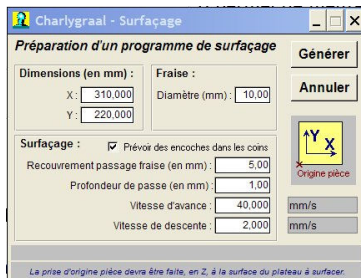 Charlygraal - Surfaçage
Préparation d'un programme de surfaçage
Générer
Annuler
Dimensions (en mm) :
X : 310,000
Y : 220,000
Fraise :
Diamètre (mm) : 10,00
Surfaçage :
Prévoir des encoches dans les coins
Recouvrement passage fraise (en mm) : 5,00
Profondeur de passe (en mm) : 1,00
Vitesse d'avance : 40,000 mm/s
Vitesse de descente : 2,000 mm/s
Y
X
Origine pièce
La prise d'origine pièce devra être faite, en Z, à la surface du plateau à surfacer.